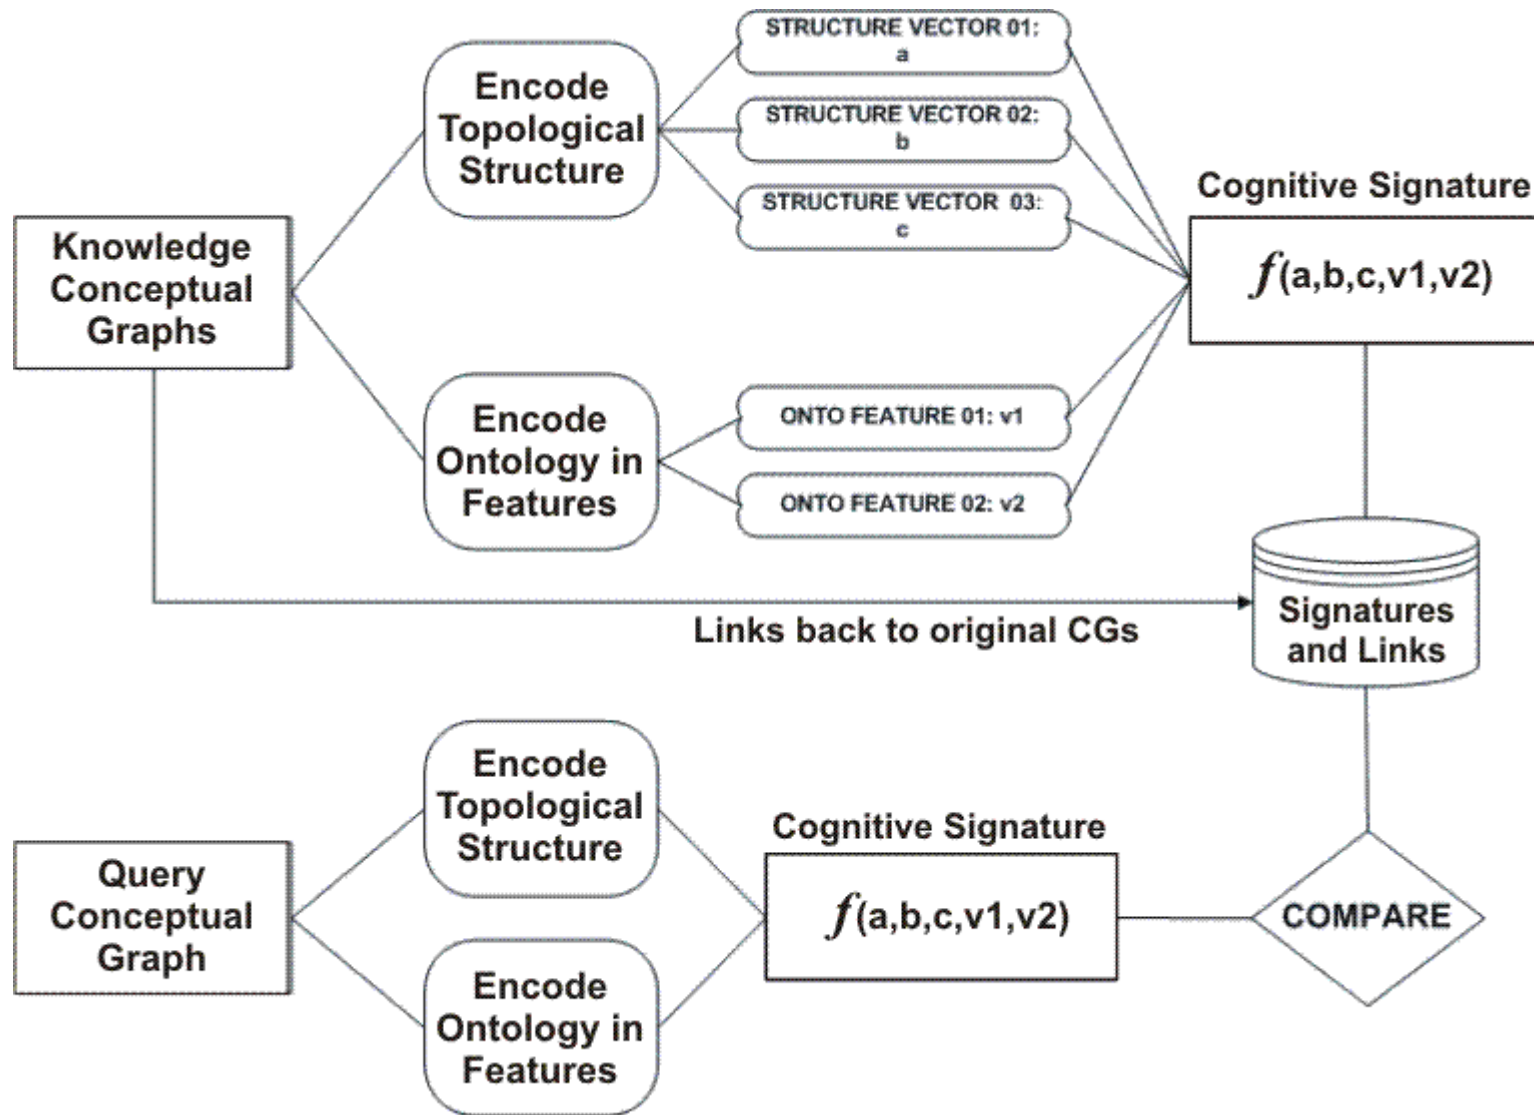 Encode
Topological
Structure
STRUCTURE VECTOR 01:
a
STRUCTURE VECTOR 02:
b
STRUCTURE VECTOR 03:
c
Cognitive Signature
f(a,b,c,v1,v2)
Knowledge
Conceptual
Graphs
Encode
Ontology in
Features
ONTO FEATURE 01: v1
ONTO FEATURE 02: v2
Links back to original CGs
Signatures
and Links
Query
Conceptual
Graph
Encode
Topological
Structure
Encode
Ontology in
Features
Cognitive Signature
f(a,b,c,v1,v2)
COMPARE